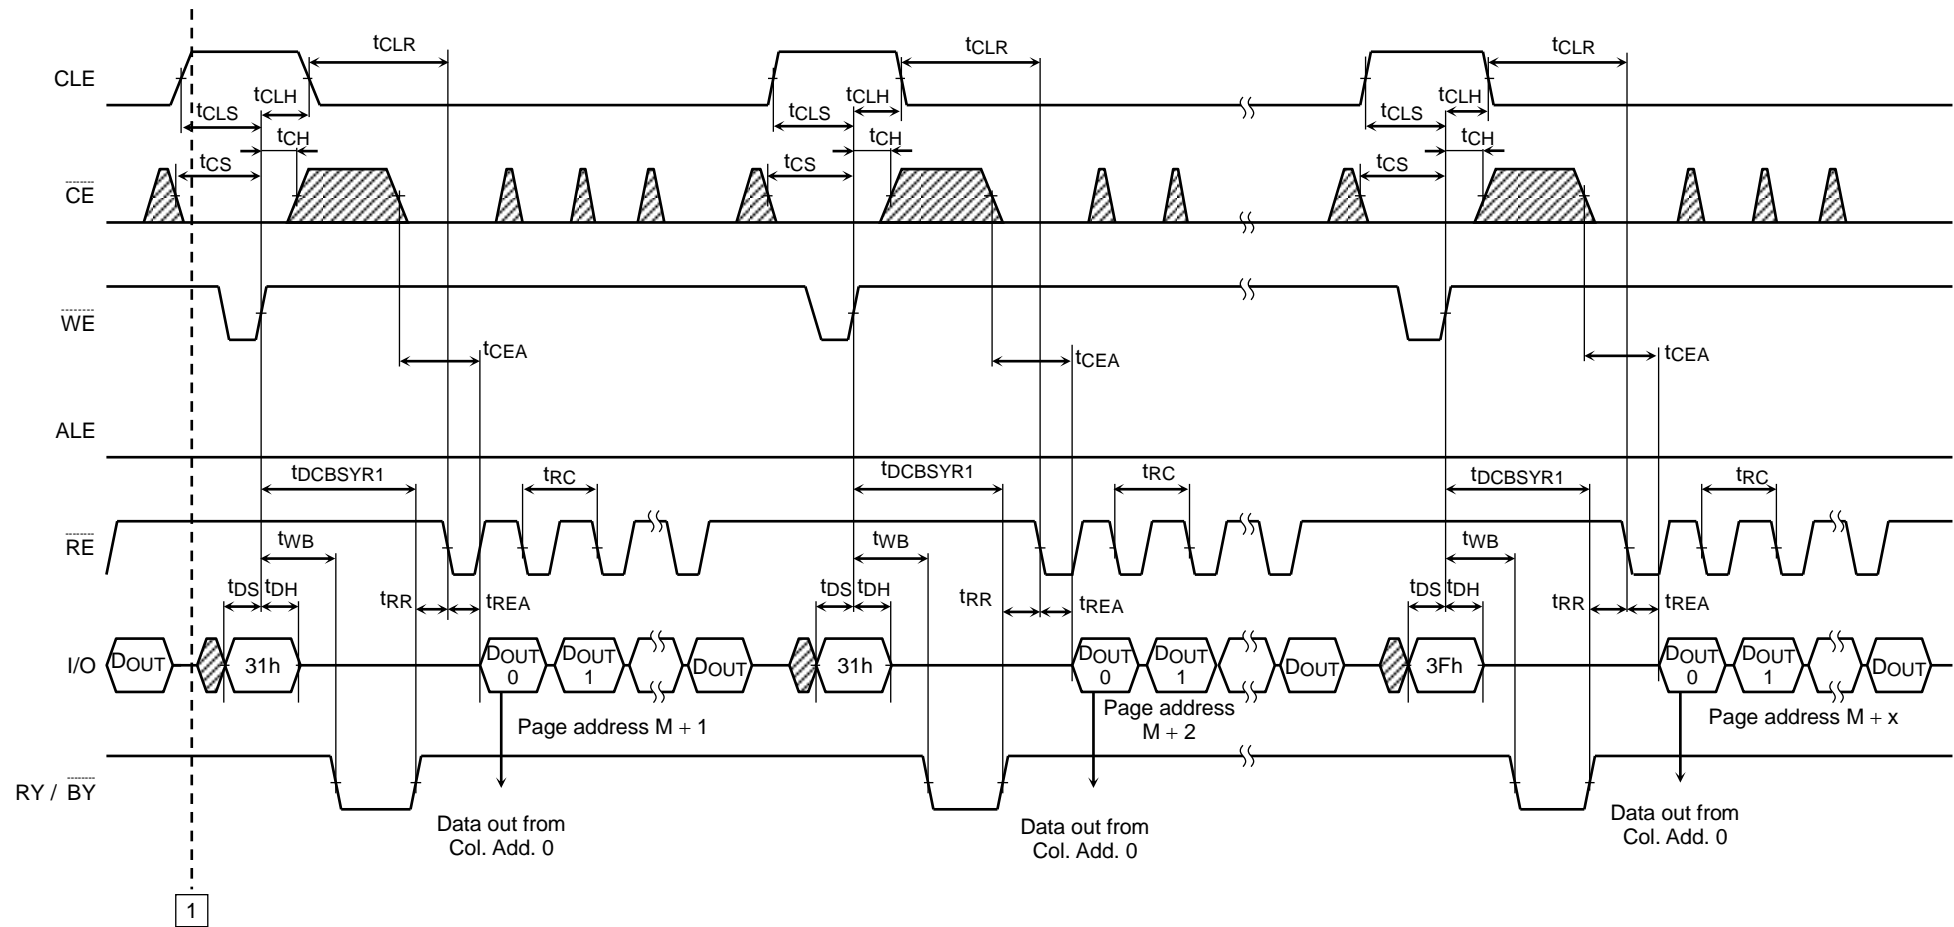 tCLR tCLR tCLR
CLE
tCLH tCLH tCLH
tCLS tCLS tCLS
tCH tCH tCH
tCS tCS tCS
CE
WE
tCEA tCEA tCEA
ALE
tDCBSYR1 tRC tDCBSYR1 tRC tDCBSYR1 tRC
RE
tWB tWB tWB
tDS tDH tDS tDH tDS tDH
tRR tREA tRR tREA tRR tREA
I/O DOUT 31h DOUT 0 DOUT 1 DOUT 31h DOUT 0 DOUT 1 DOUT 3Fh DOUT 0 DOUT 1 DOUT
Page address M + 1
Page address
M + 2
Page address M + x
RY / BY
Data out from
Col. Add. 0
Data out from
Col. Add. 0
Data out from
Col. Add. 0
1